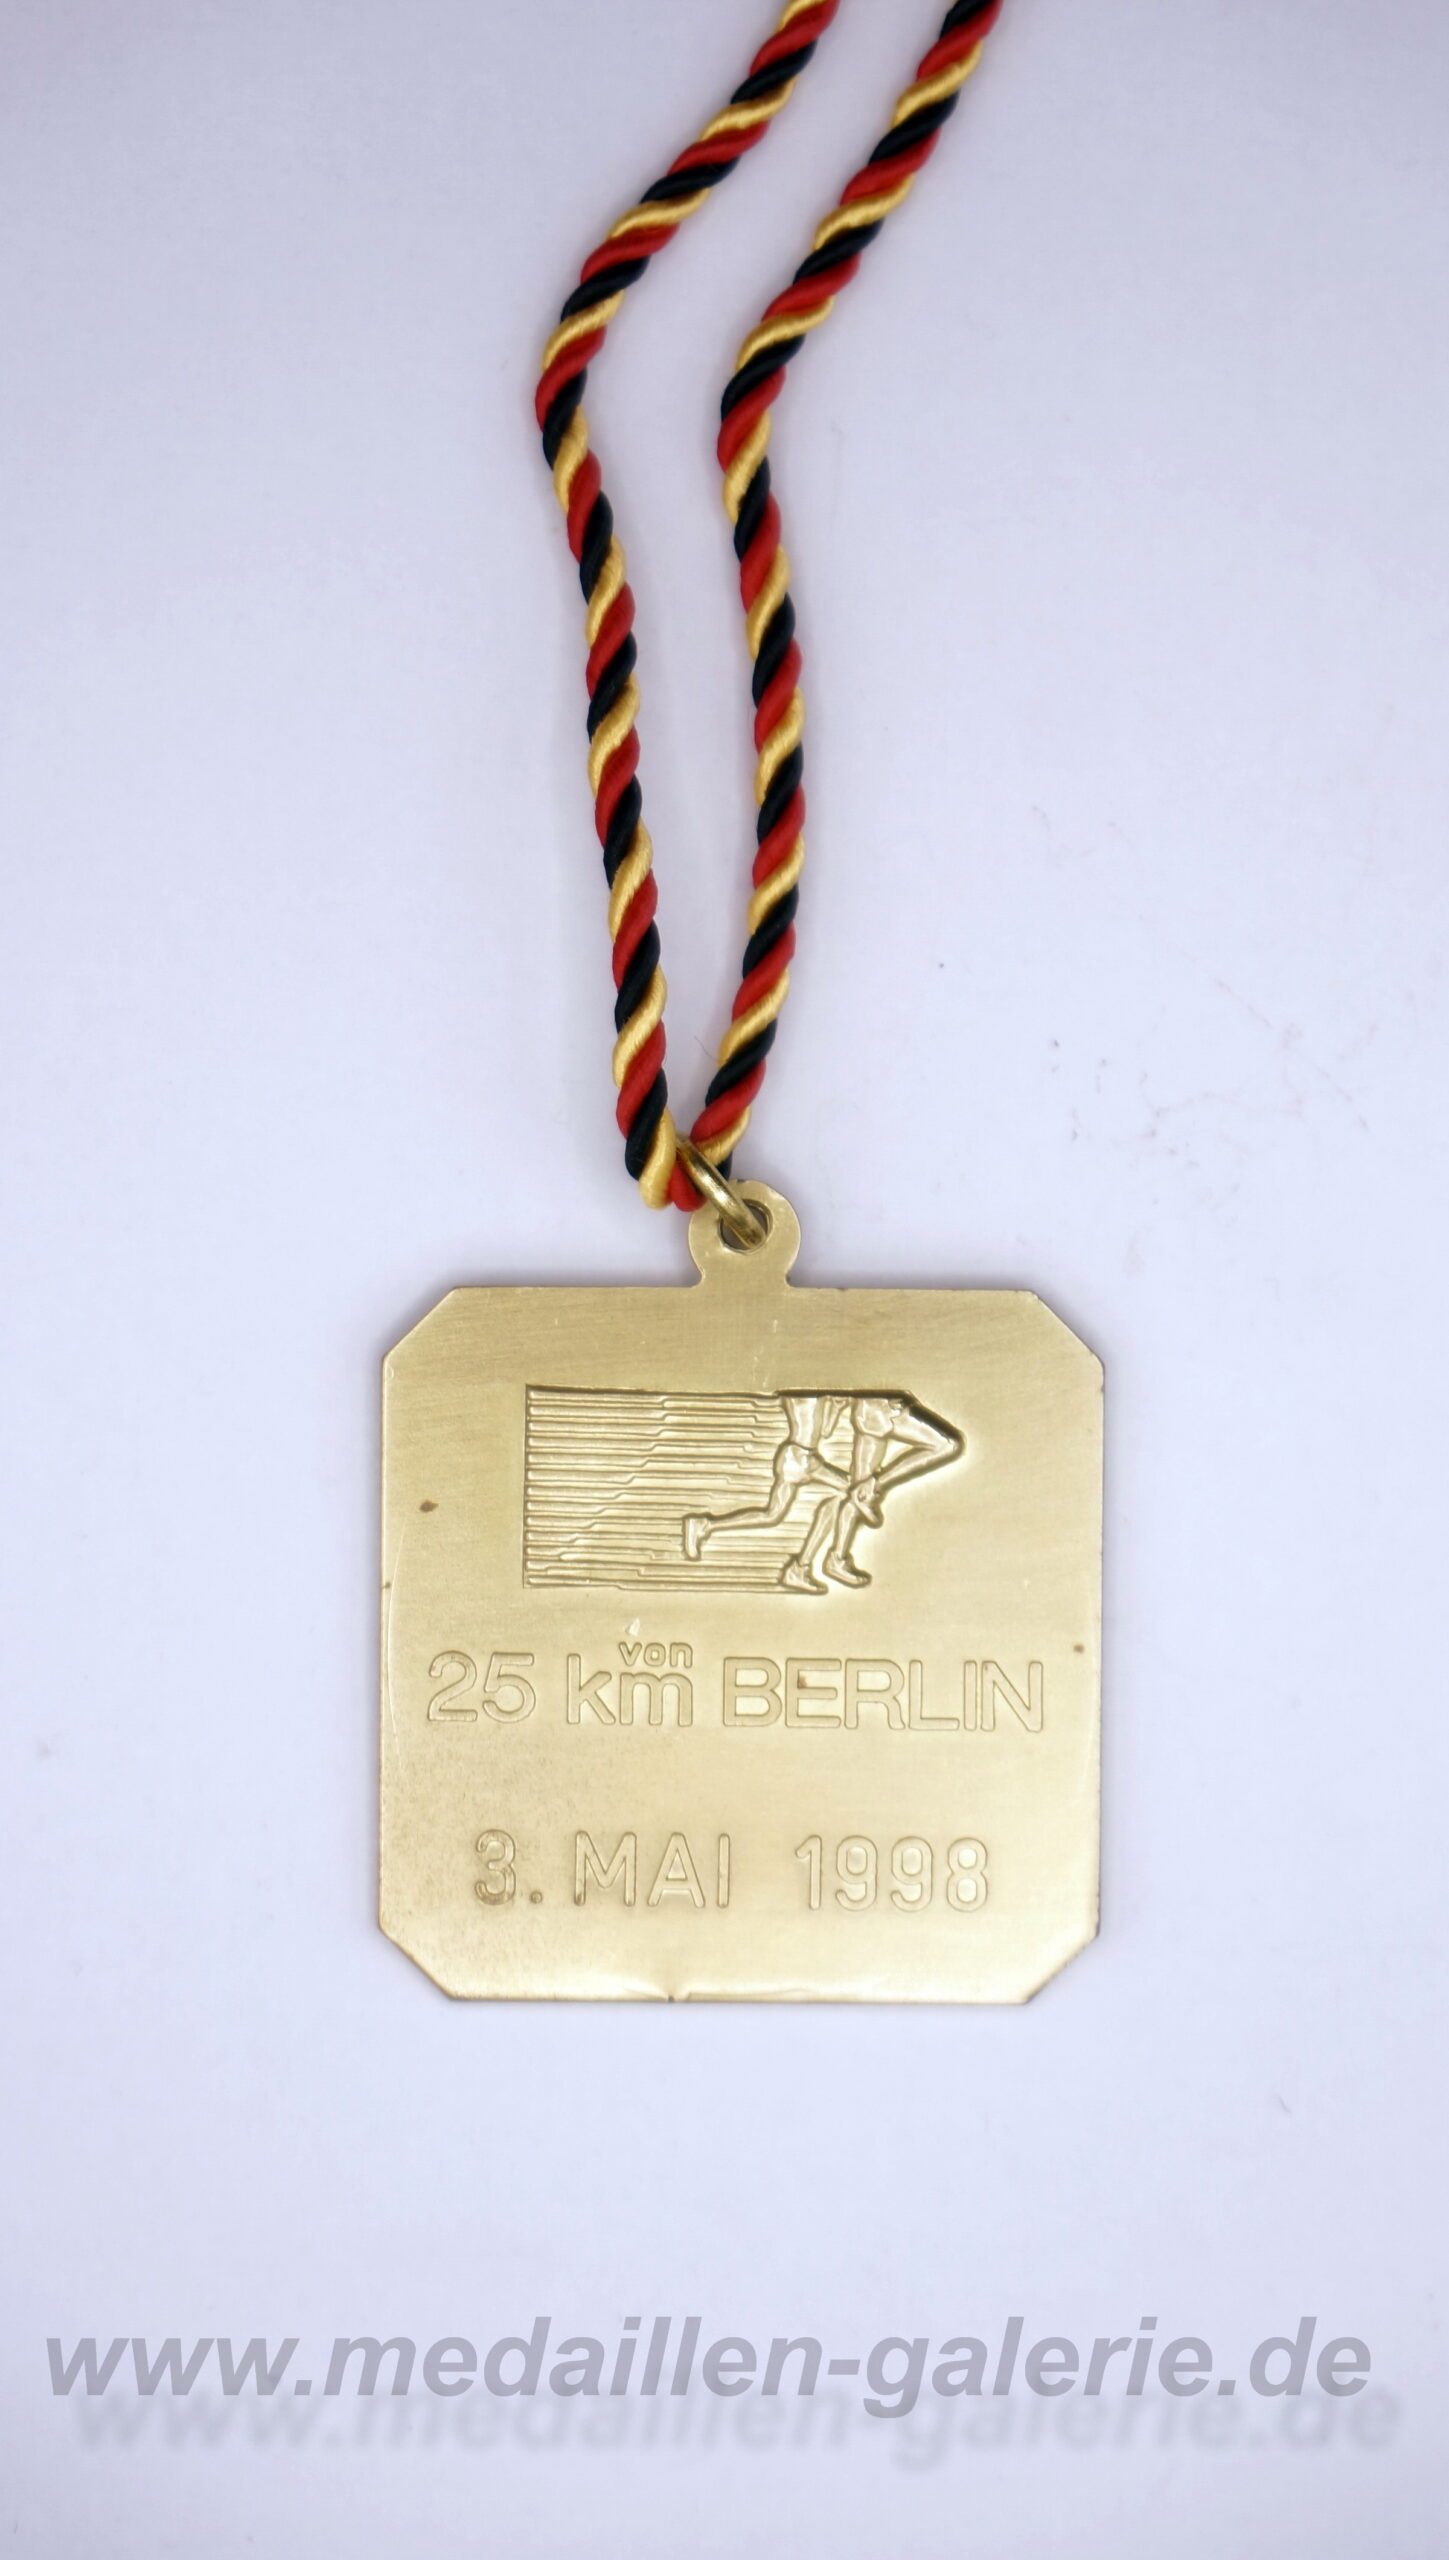 25 km von BERLIN
3. MAI 1998
www.medaillen-galerie.de